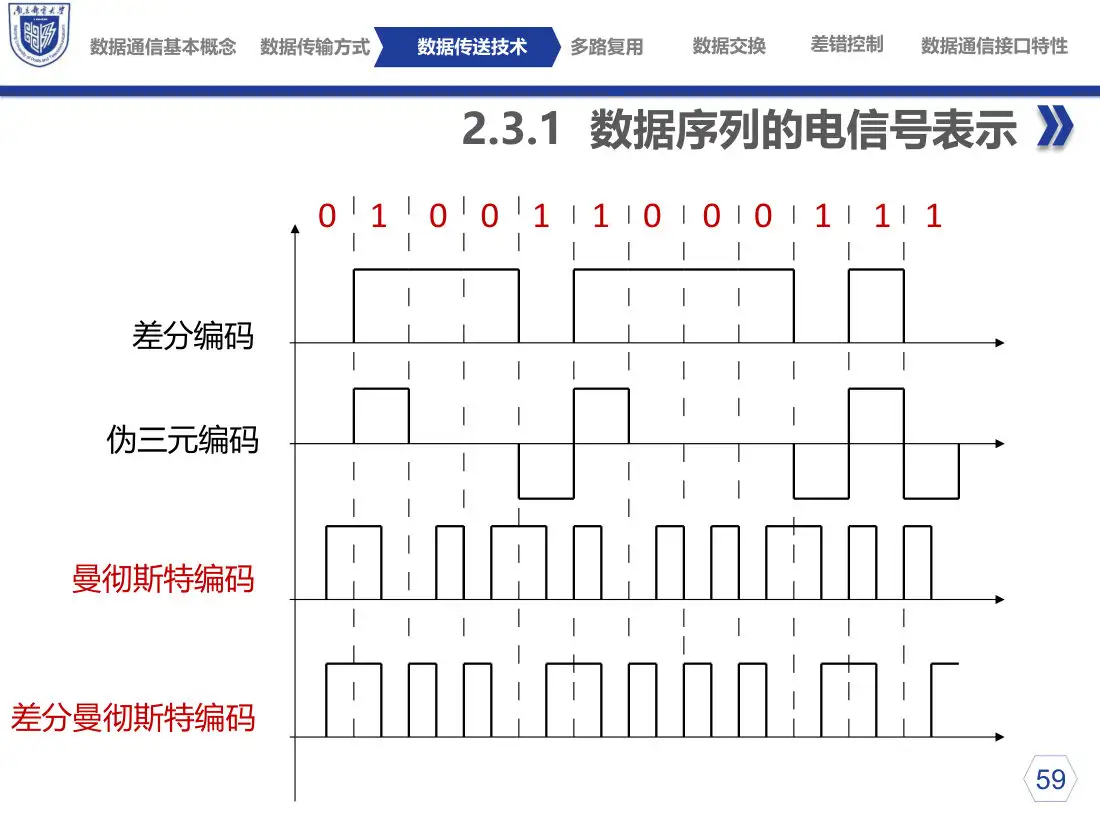 数据通信基本概念 数据传输方式 数据传送技术 多路复用 数据交换 差错控制 数据通信接口特性
2.3.1 数据序列的电信号表示
0 1 0 0 1 1 0 0 0 1 1 1
差分编码
伪三元编码
曼彻斯特编码
差分曼彻斯特编码
59